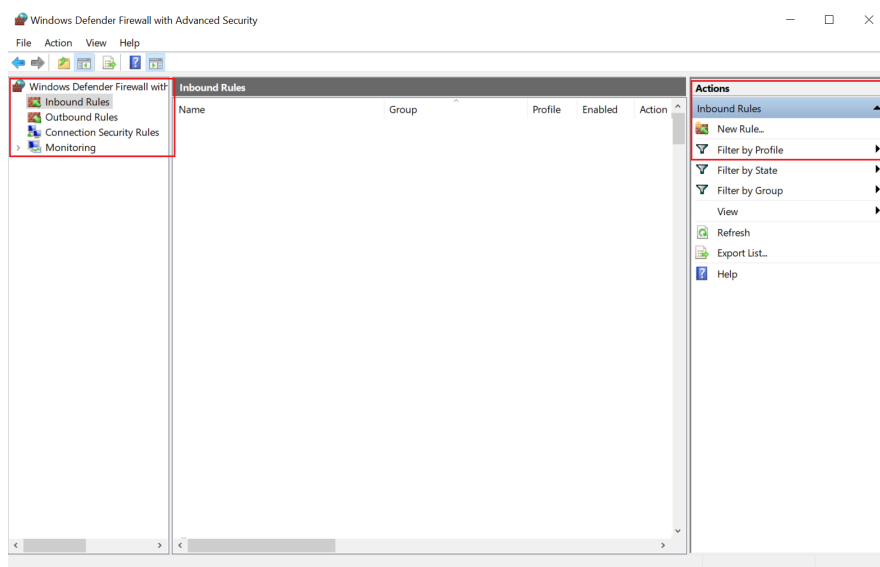 Windows Defender Firewall with Advanced Security
File Action View Help
Windows Defender Firewall with
Inbound Rules
Outbound Rules
Connection Security Rules
Monitoring
Inbound Rules
Name Group Profile Enabled Action
Actions
Inbound Rules
New Rule...
Filter by Profile
Filter by State
Filter by Group
View
Refresh
Export List...
Help